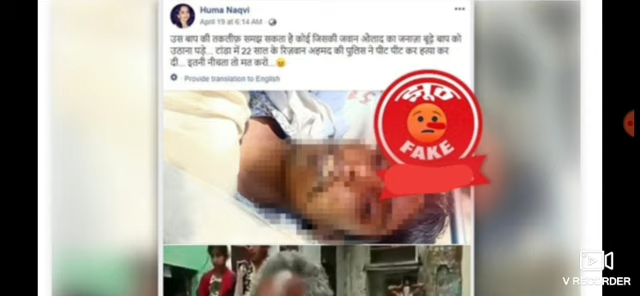 Huma Naqvi
April 19 at 6:14 AM
उस बाप की तकलीफ़ समझ सकता है कोई जिसकी जवान औलाद का जनाज़ा बूढ़े बाप को
उठाना पड़े... टांडा में 22 साल के रिज़वान अहमद की पुलिस ने पीट पीट कर हत्या कर
दी... इतनी नीचता तो मत करो...
Provide translation to English
झूठ
FAKE
V RECORDER